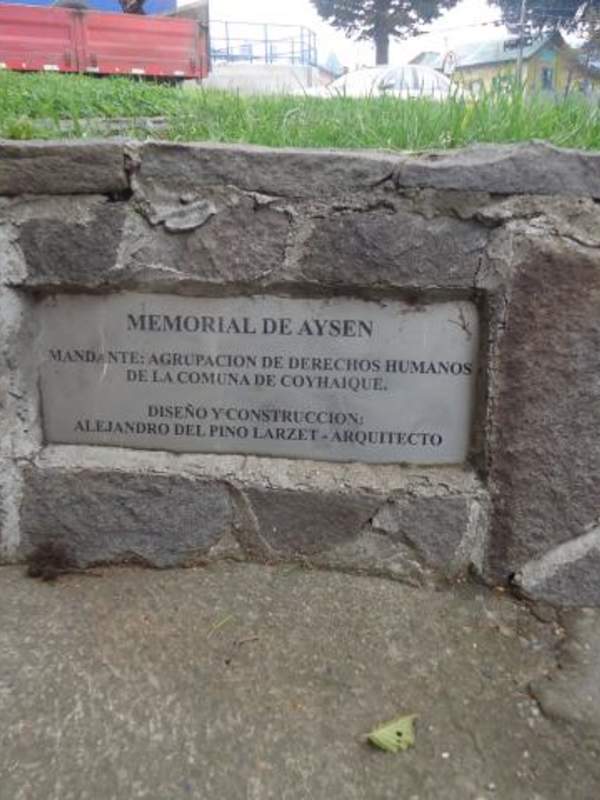 MEMORIAL DE AYSEN
MANDANTE: AGRUPACION DE DERECHOS HUMANOS
DE LA COMUNA DE COYHAIQUE.
DISEÑO Y CONSTRUCCION:
ALEJANDRO DEL PINO LARZET - ARQUITECTO